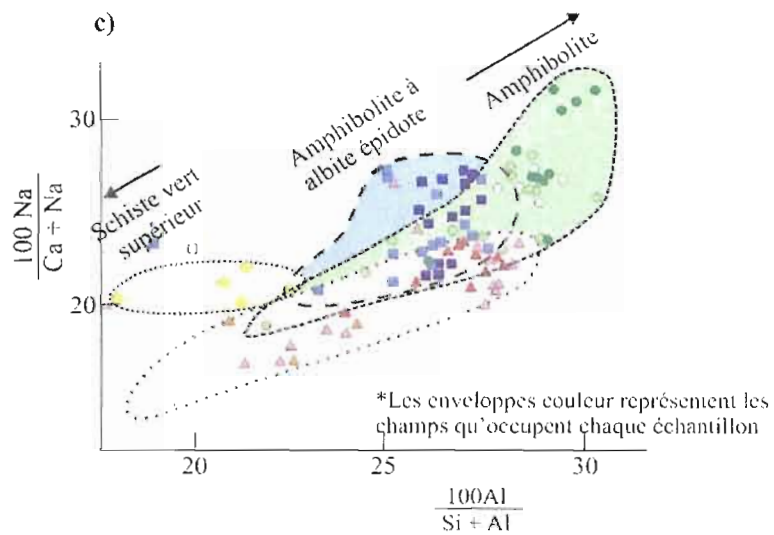 c)
Amphibolite
Amphibolite à
albite épidote
Schiste vert
supérieur
30
20
100 Na
Ca + Na
*Les enveloppes couleur représentent les
champs qu'occupent chaque échantillon
20
25
30
100Al
Si + Al